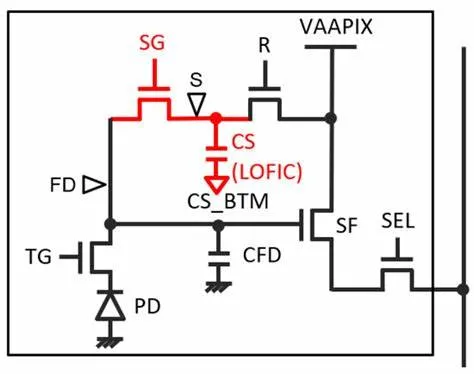 VAAPIX
SG
R
S
CS
(LOFIC)
FD
CS_BTM
SF
SEL
TG
CFD
PD